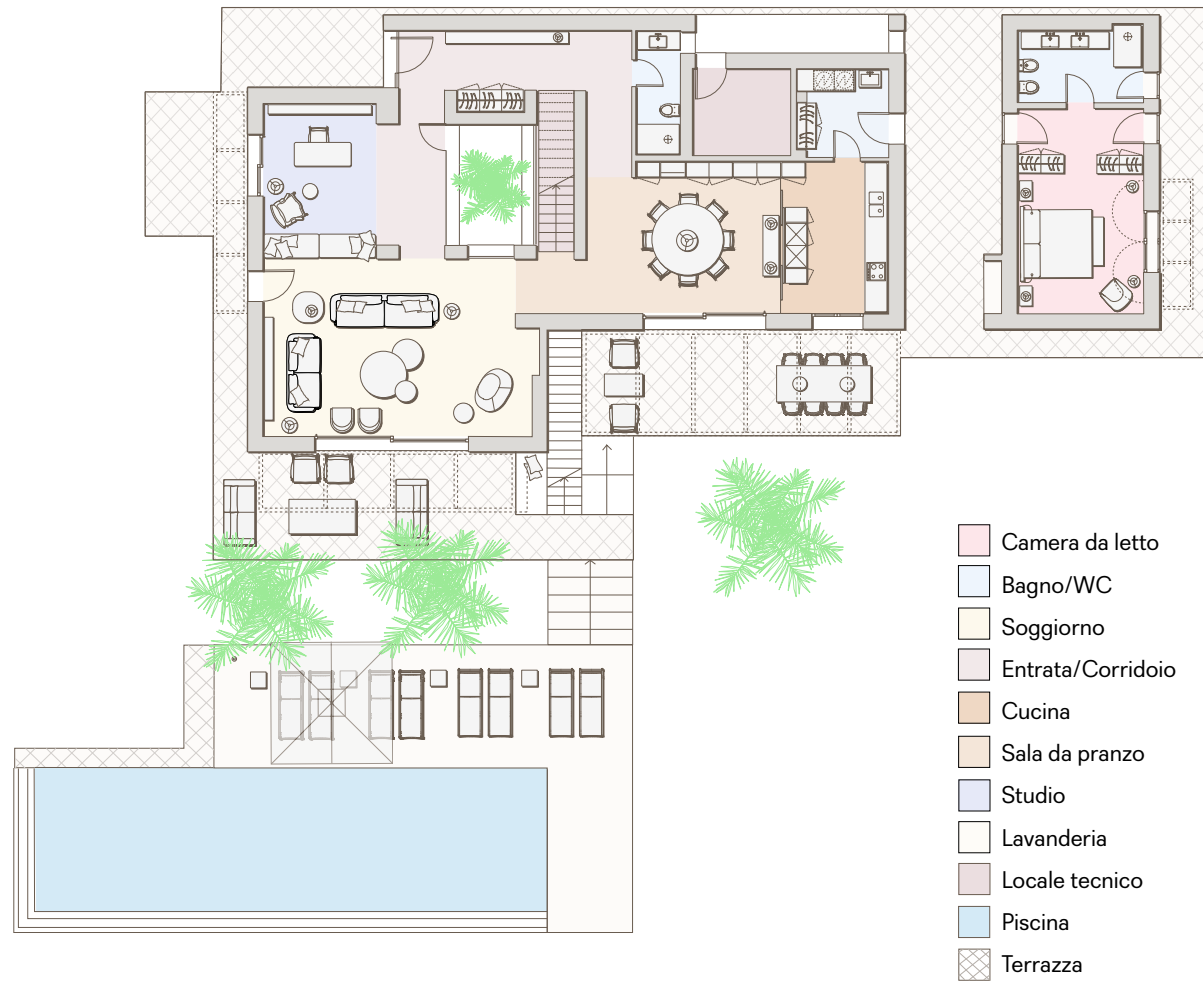 Camera da letto
Bagno/WC
Soggiorno
Entrata/Corridoio
Cucina
Sala da pranzo
Studio
Lavanderia
Locale tecnico
Piscina
Terrazza